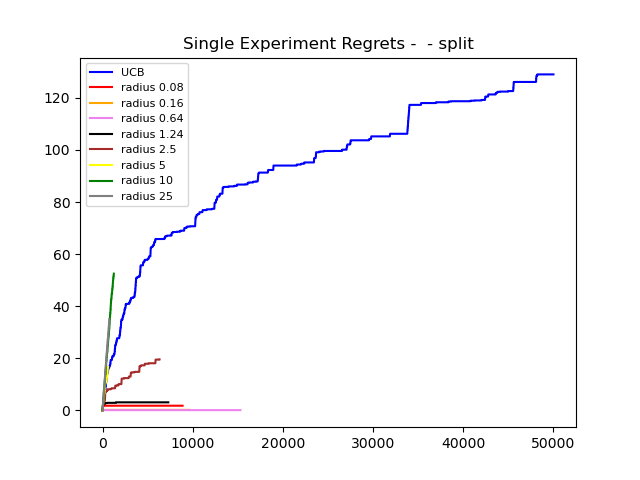 Single Experiment Regrets -  - split
UCB
radius 0.08
radius 0.16
radius 0.64
radius 1.24
radius 2.5
radius 5
radius 10
radius 25
120
100
80
60
40
20
0
0 10000 20000 30000 40000 50000